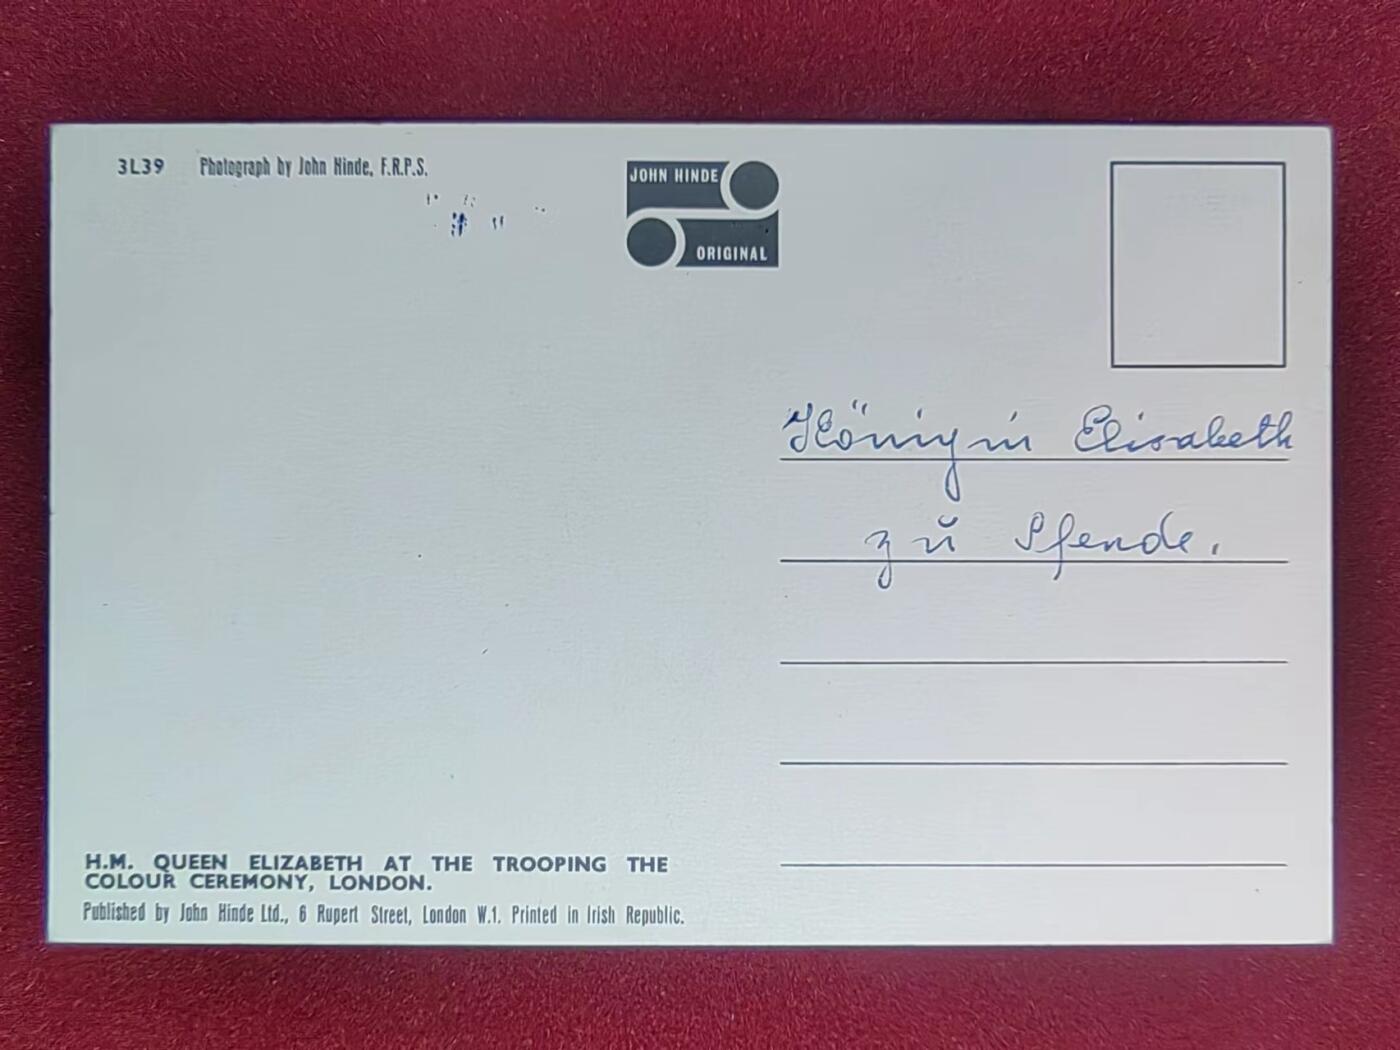 3L39 Photograph by John Hinde, F.R.P.S.
JOHN HINDE
ORIGINAL
Königin Elisabeth
zu Pferde.
H.M. QUEEN ELIZABETH AT THE TROOPING THE
COLOUR CEREMONY, LONDON.
Published by John Hinde Ltd., 6 Rupert Street, London W.1. Printed in Irish Republic.